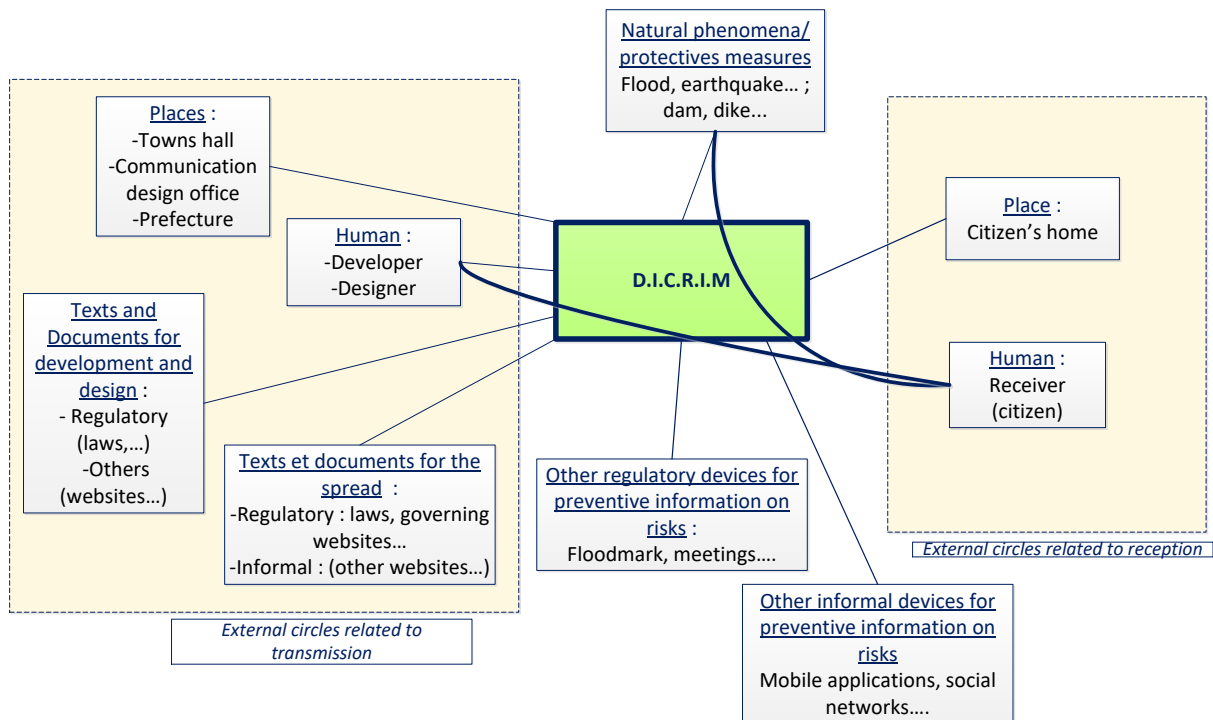 Natural phenomena/
protectives measures
Flood, earthquake… ;
dam, dike...
Places :
-Towns hall
-Communication
design office
-Prefecture
Human :
-Developer
-Designer
D.I.C.R.I.M
Place :
Citizen’s home
Texts and
Documents for
development and
design :
- Regulatory
(laws,…)
-Others
(websites…)
Human :
Receiver
(citizen)
Texts et documents for the
spread :
-Regulatory : laws, governing
websites…
-Informal : (other websites…)
Other regulatory devices for
preventive information on
risks :
Floodmark, meetings….
External circles related to reception
Other informal devices for
preventive information on
risks
Mobile applications, social
networks….
External circles related to
transmission